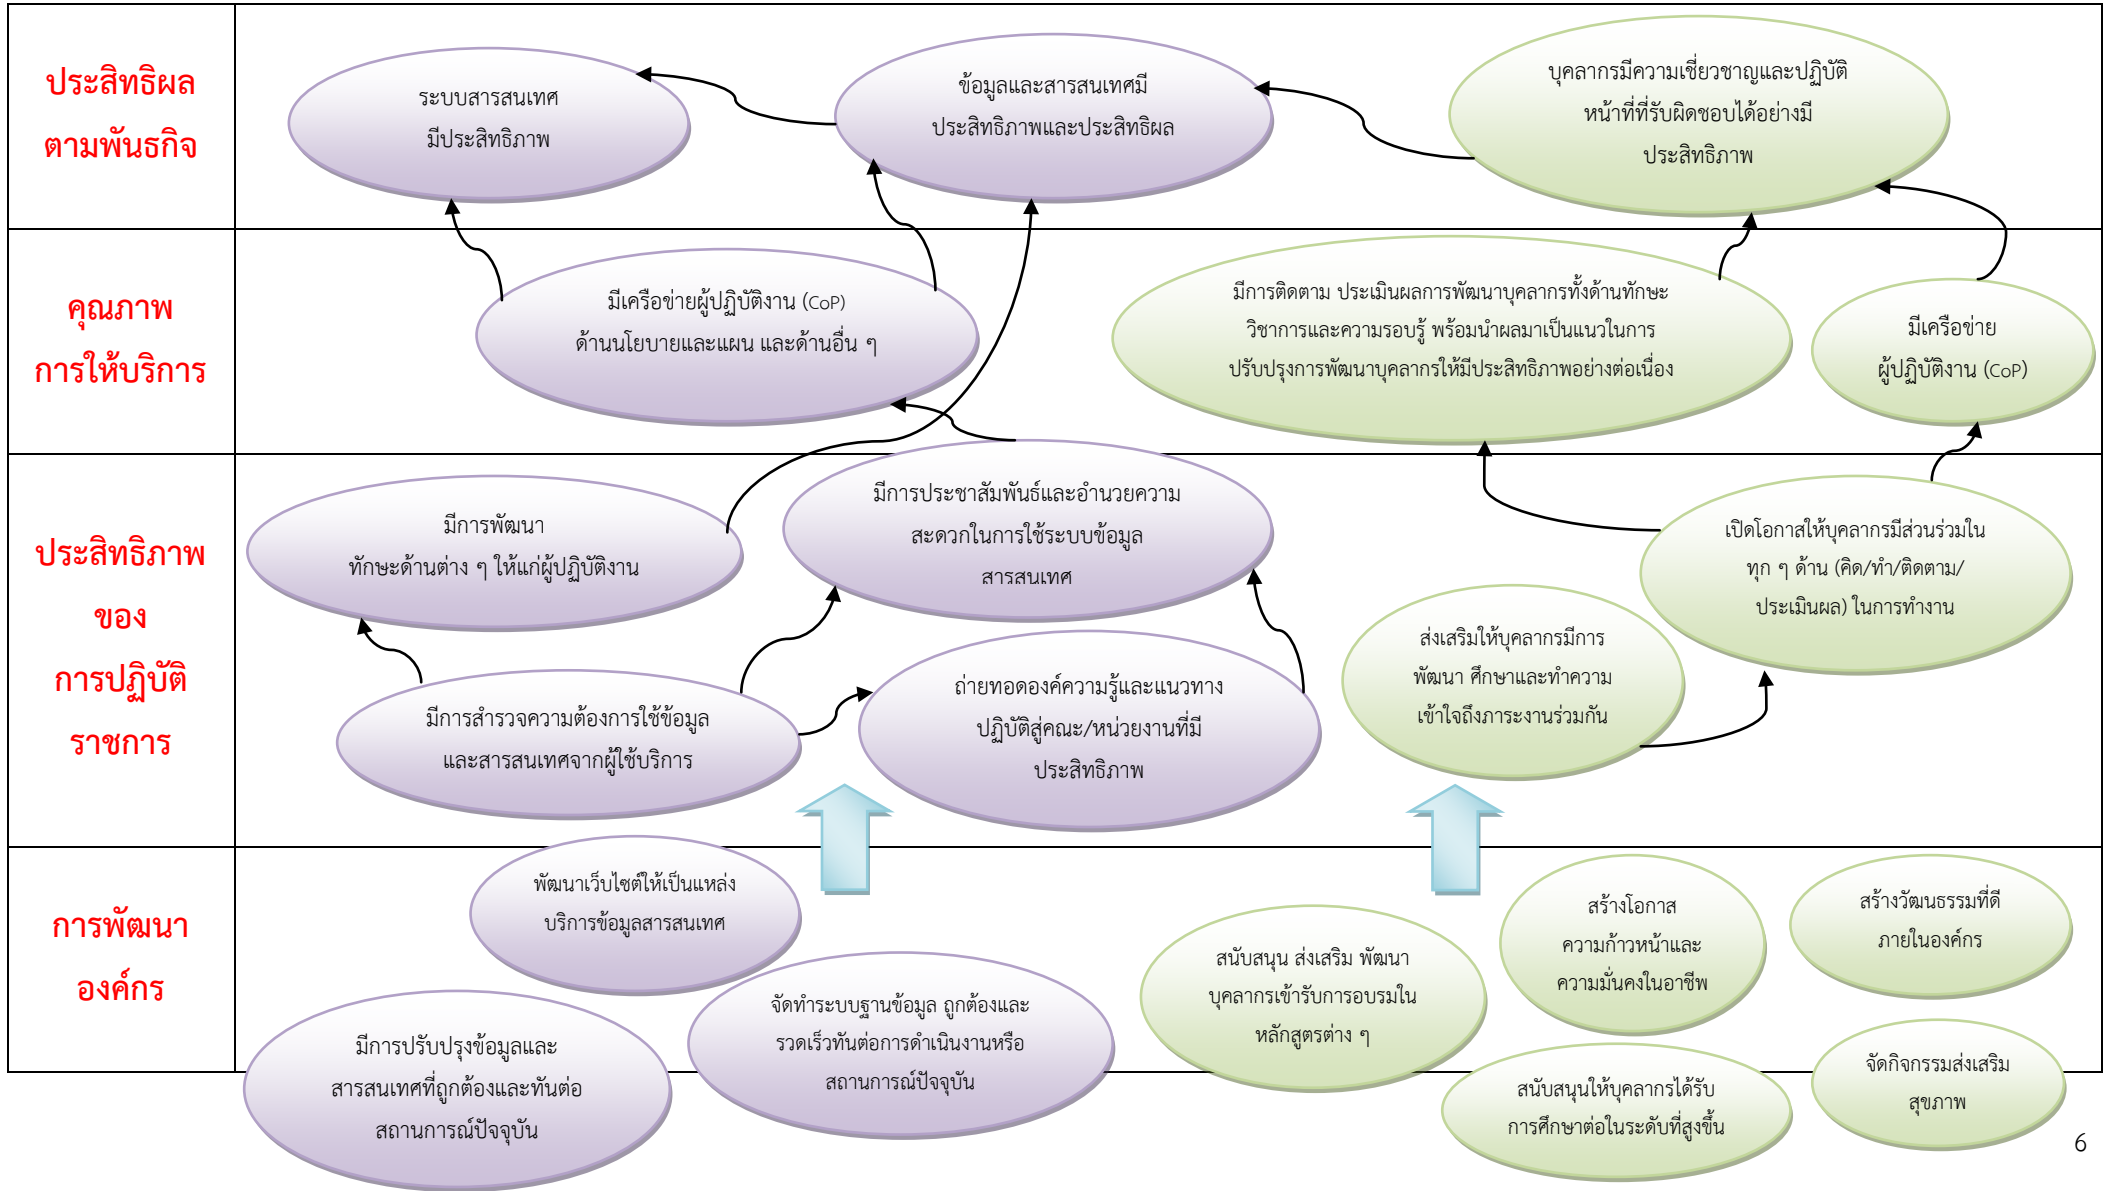 ประสิทธิผล
ตามพันธกิจ
ระบบสารสนเทศ
มีประสิทธิภาพ
ข้อมูลและสารสนเทศมี
ประสิทธิภาพและประสิทธิผล
บุคลากรมีความเชี่ยวชาญและปฏิบัติ
หน้าที่ที่รับผิดชอบได้อย่างมี
ประสิทธิภาพ
คุณภาพ
การให้บริการ
มีเครือข่ายผู้ปฏิบัติงาน (CoP)
ด้านนโยบายและแผน และด้านอื่น ๆ
มีการติดตาม ประเมินผลการพัฒนาบุคลากรทั้งด้านทักษะ
วิชาการและความรอบรู้ พร้อมนำผลมาเป็นแนวในการ
ปรับปรุงการพัฒนาบุคลากรให้มีประสิทธิภาพอย่างต่อเนื่อง
มีเครือข่าย
ผู้ปฏิบัติงาน (CoP)
ประสิทธิภาพ
ของ
การปฏิบัติ
ราชการ
มีการพัฒนา
ทักษะด้านต่าง ๆ ให้แก่ผู้ปฏิบัติงาน
มีการประชาสัมพันธ์และอำนวยความ
สะดวกในการใช้ระบบข้อมูล
สารสนเทศ
เปิดโอกาสให้บุคลากรมีส่วนร่วมใน
ทุก ๆ ด้าน (คิด/ทำ/ติดตาม/
ประเมินผล) ในการทำงาน
ส่งเสริมให้บุคลากรมีการ
พัฒนา ศึกษาและทำความ
เข้าใจถึงภาระงานร่วมกัน
มีการสำรวจความต้องการใช้ข้อมูล
และสารสนเทศจากผู้ใช้บริการ
ถ่ายทอดองค์ความรู้และแนวทาง
ปฏิบัติสู่คณะ/หน่วยงานที่มี
ประสิทธิภาพ
การพัฒนา
องค์กร
พัฒนาเว็บไซต์ให้เป็นแหล่ง
บริการข้อมูลสารสนเทศ
มีการปรับปรุงข้อมูลและ
สารสนเทศที่ถูกต้องและทันต่อ
สถานการณ์ปัจจุบัน
จัดทำระบบฐานข้อมูล ถูกต้องและ
รวดเร็วทันต่อการดำเนินงานหรือ
สถานการณ์ปัจจุบัน
สนับสนุน ส่งเสริม พัฒนา
บุคลากรเข้ารับการอบรมใน
หลักสูตรต่าง ๆ
สร้างโอกาส
ความก้าวหน้าและ
ความมั่นคงในอาชีพ
สร้างวัฒนธรรมที่ดี
ภายในองค์กร
สนับสนุนให้บุคลากรได้รับ
การศึกษาต่อในระดับที่สูงขึ้น
จัดกิจกรรมส่งเสริม
สุขภาพ
6